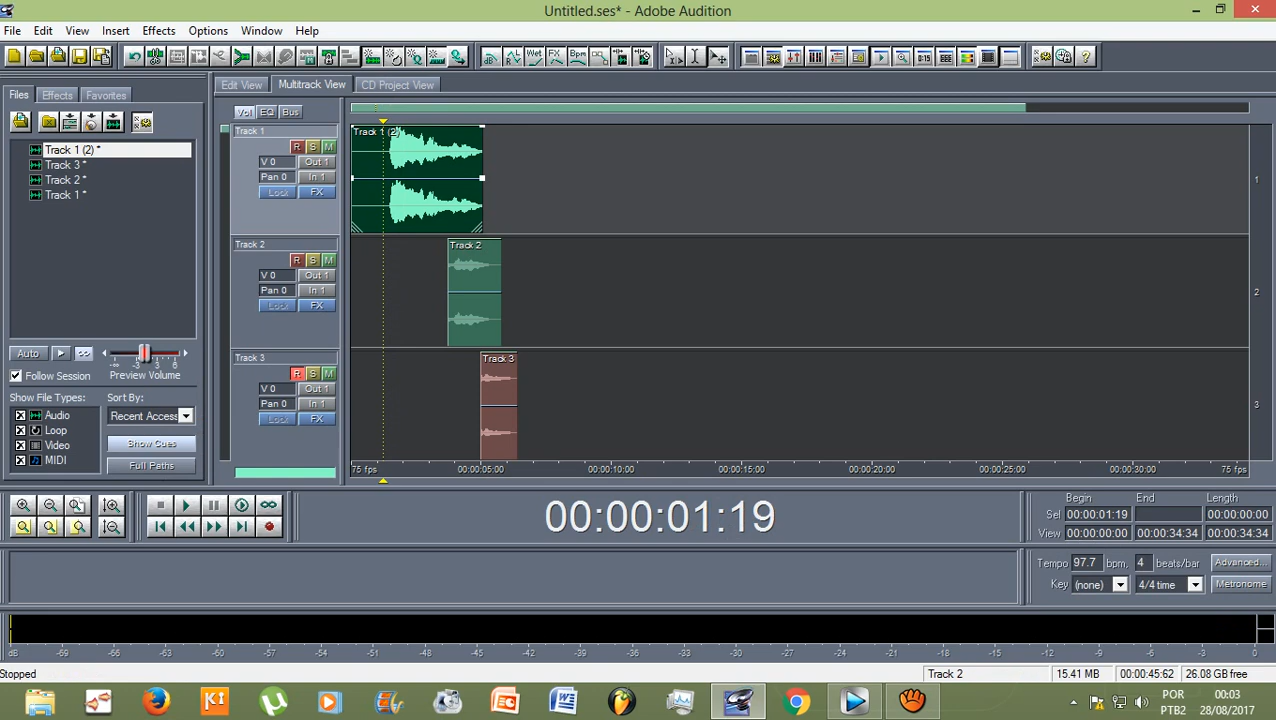 Untitled.ses* - Adobe Audition
File Edit View Insert Effects Options Window Help
Files Effects Favorites
Edit View Multitrack View CD Project View
Vol EQ Bus
Track 1 (2) *
Track 3 *
Track 2 *
Track 1 *
Auto
Follow Session
Preview Volume
-∞ -3 3 6
Show File Types:
Audio
Loop
Video
MIDI
Sort By:
Recent Access
Show Cues
Full Paths
Track 1
R S M
V 0 Out 1
Pan 0 In 1
Lock FX
Track 1 (2)
1
Track 2
R S M
V 0 Out 1
Pan 0 In 1
Lock FX
Track 2
2
Track 3
R S M
V 0 Out 1
Pan 0 In 1
Lock FX
Track 3
3
75 fps 00:00:05:00 00:00:10:00 00:00:15:00 00:00:20:00 00:00:25:00 00:00:30:00 75 fps
00:00:01:19
Begin End Length
Sel 00:00:01:19 00:00:00:00
View 00:00:00:00 00:00:34:34 00:00:34:34
Tempo 97.7 bpm, 4 beats/bar Advanced...
Key (none) 4/4 time Metronome
dB -69 -66 -63 -60 -57 -54 -51 -48 -45 -42 -39 -36 -33 -30 -27 -24 -21 -18 -15 -12 -9 -6 -3 0
Stopped Track 2 15.41 MB 00:00:45:62 26.08 GB free
POR
PTB2
00:03
28/08/2017